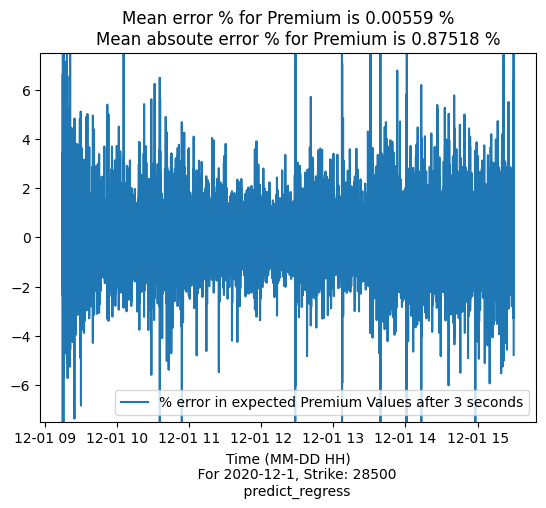 Mean error % for Premium is 0.00559 %
Mean absoute error % for Premium is 0.87518 %
6
4
2
0
−2
−4
−6
% error in expected Premium Values after 3 seconds
12-01 09 12-01 10 12-01 11 12-01 12 12-01 13 12-01 14 12-01 15
Time (MM-DD HH)
For 2020-12-1, Strike: 28500
predict_regress